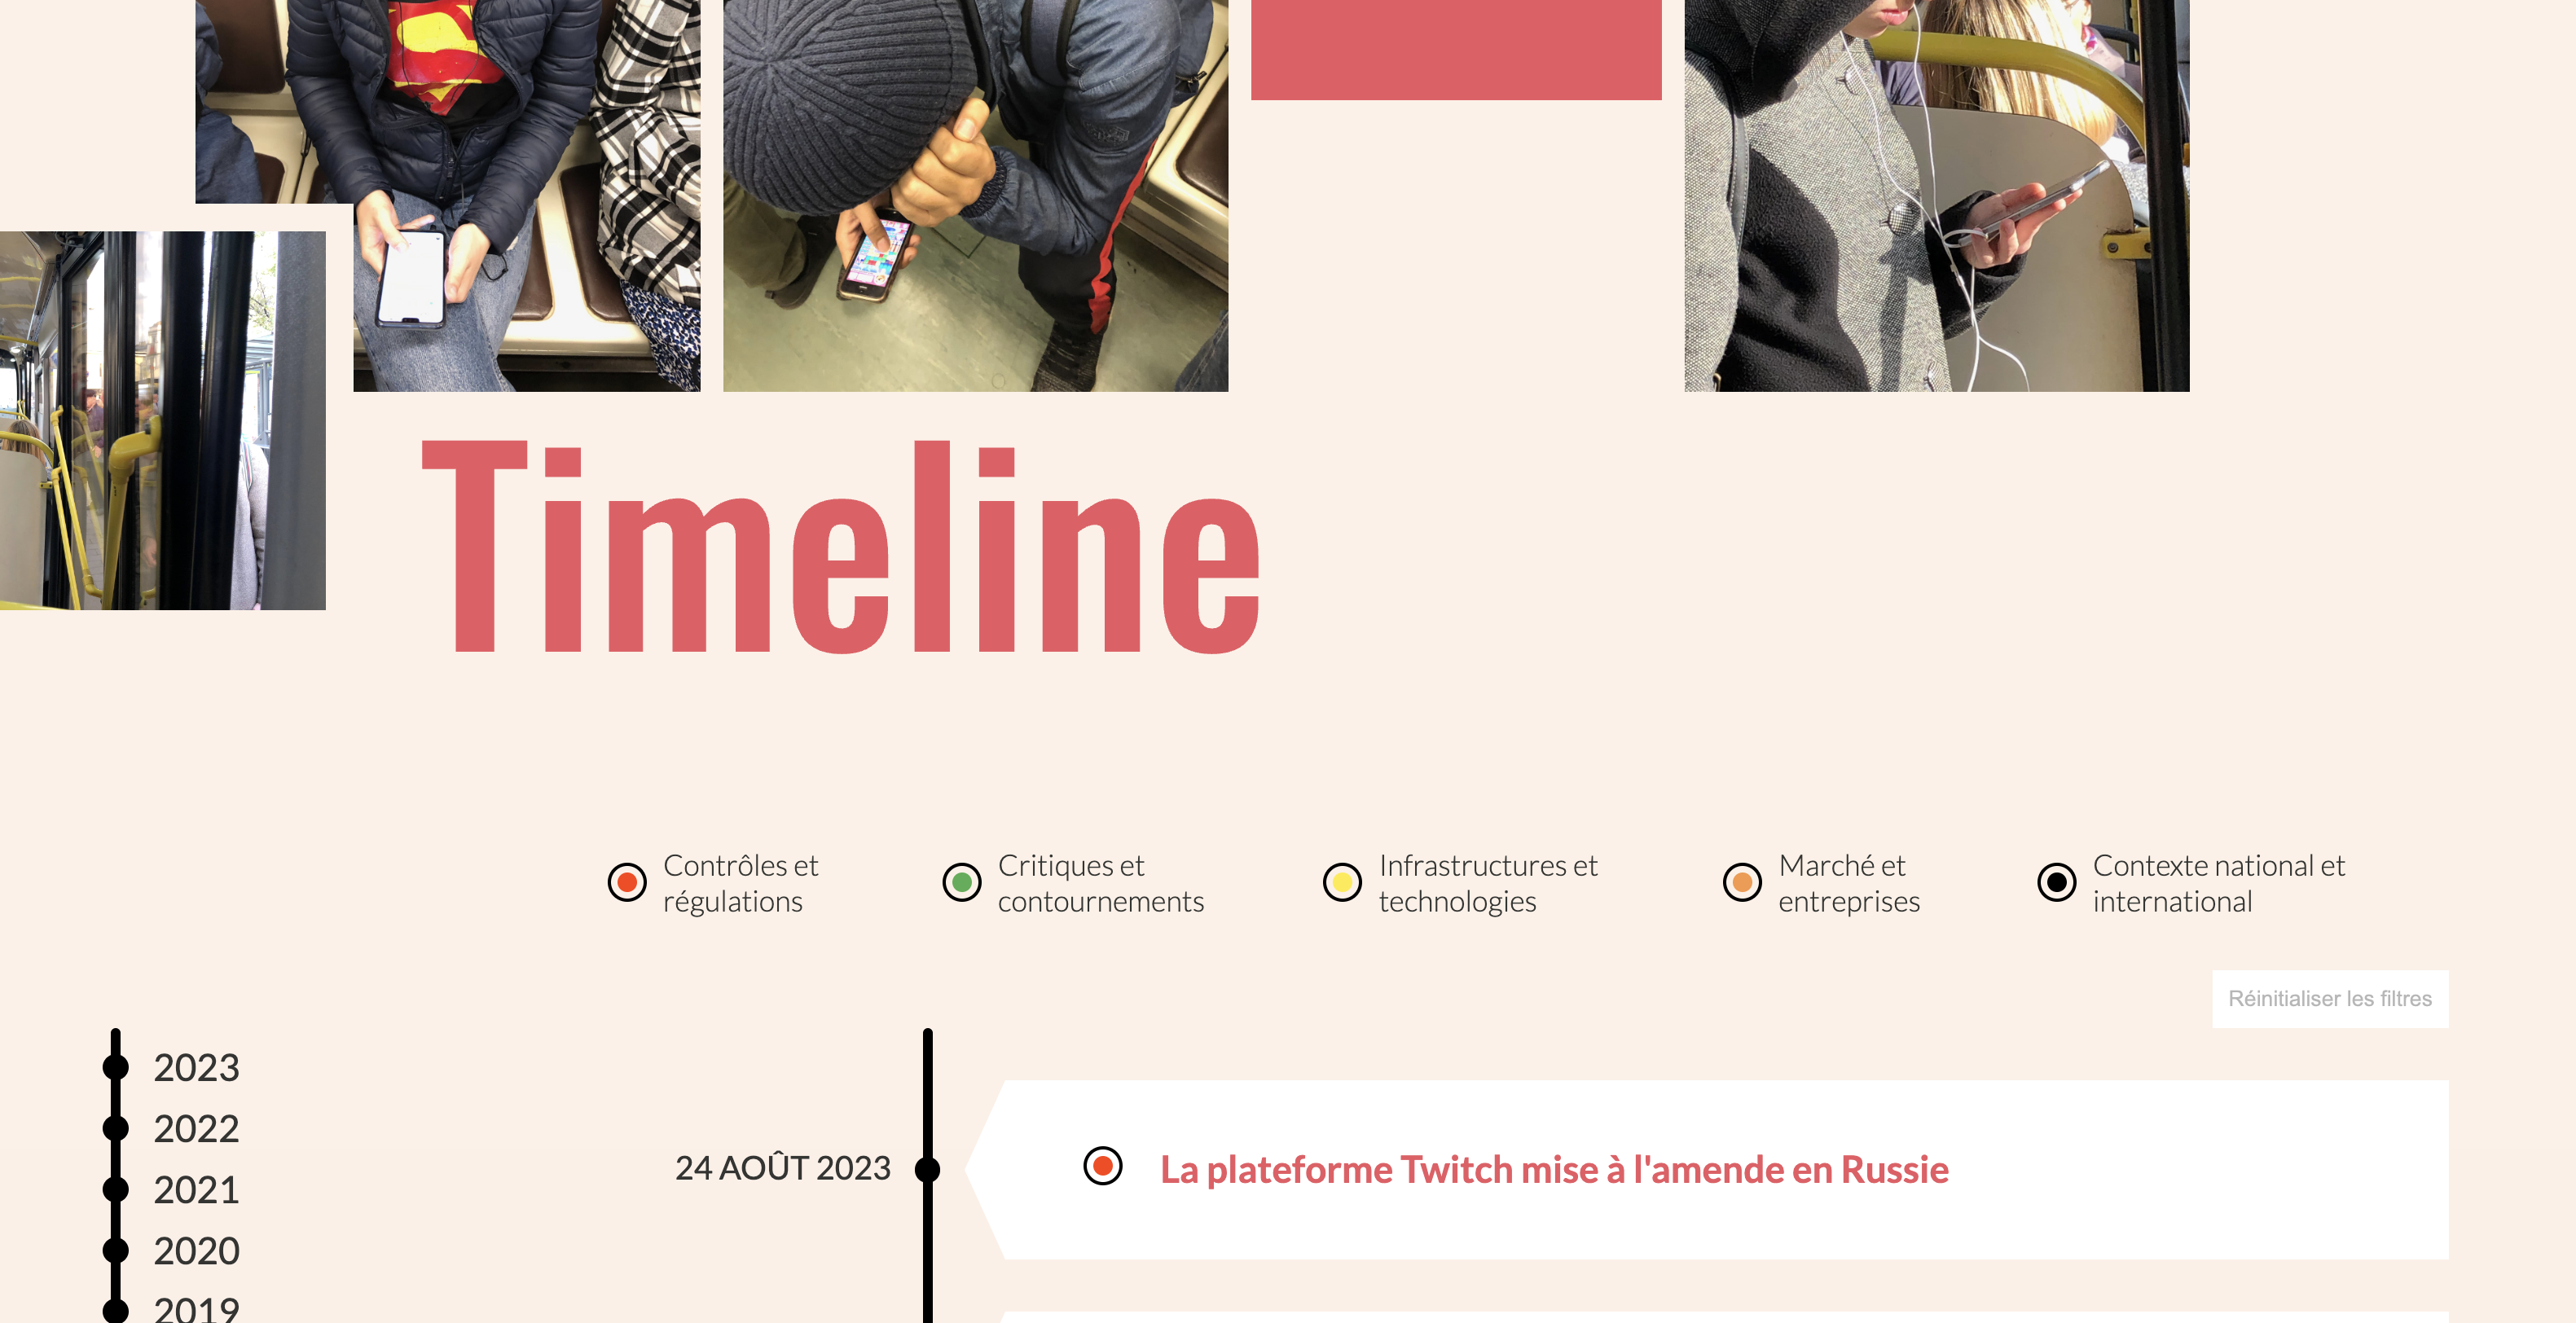 Timeline
Contrôles et
régulations
Critiques et
contournements
Infrastructures et
technologies
Marché et
entreprises
Contexte national et
international
Réinitialiser les filtres
2023
2022
2021
2020
2019
24 AOÛT 2023
La plateforme Twitch mise à l'amende en Russie